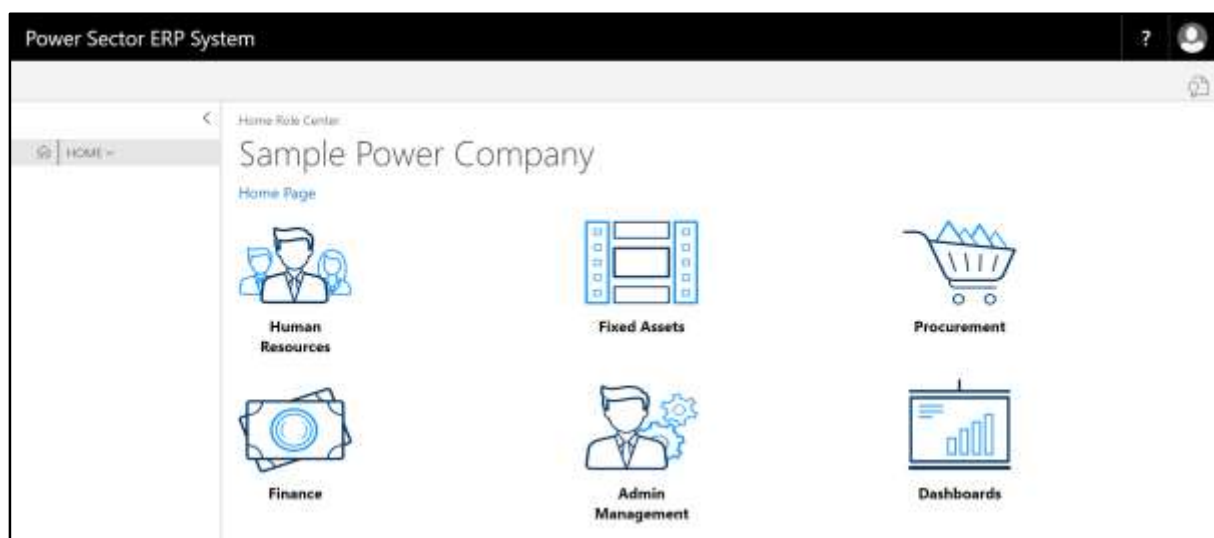 Power Sector ERP System
?
Home Role Center
HOME
Sample Power Company
Home Page
Human
Resources
Fixed Assets
Procurement
Finance
Admin
Management
Dashboards